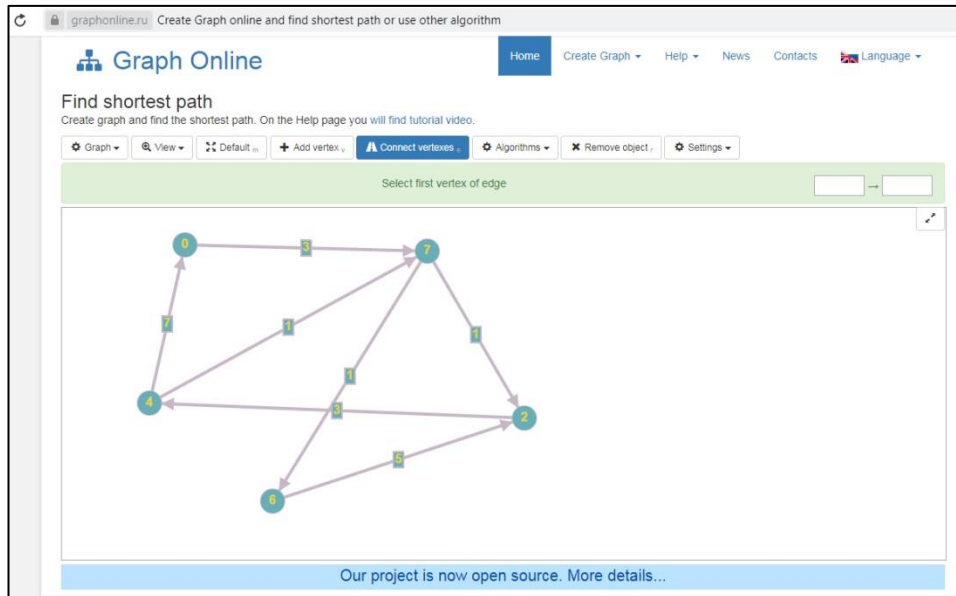 graphonline.ru Create Graph online and find shortest path or use other algorithm
Graph Online
Home Create Graph Help News Contacts Language
Find shortest path
Create graph and find the shortest path. On the Help page you will find tutorial video.
Graph View Default m Add vertex v Connect vertexes Algorithms Remove object r Settings
Select first vertex of edge
0 3 7
7 1 1
1
4 3 2
5
6
Our project is now open source. More details...